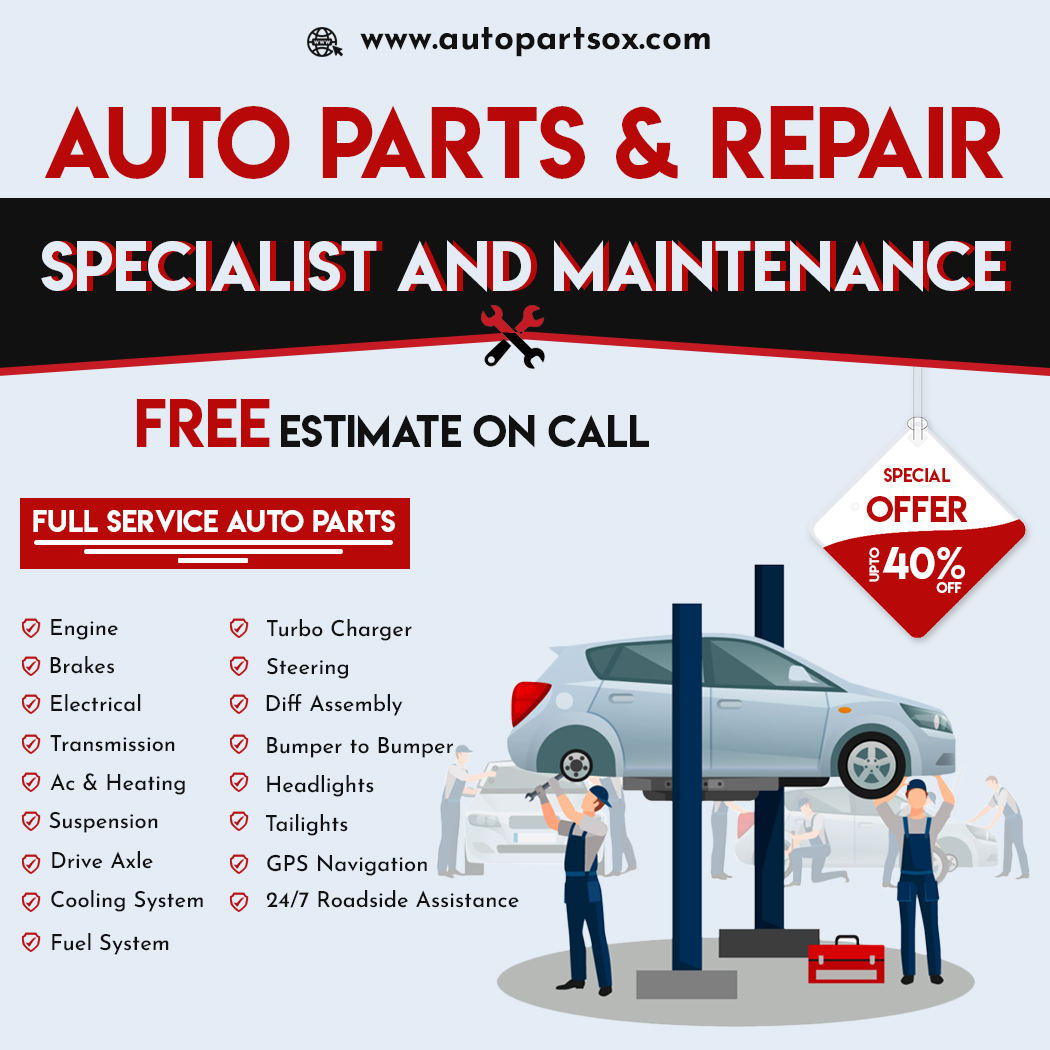 www.autopartsox.com
AUTO PARTS & REPAIR
SPECIALIST AND MAINTENANCE
FREE ESTIMATE ON CALL
SPECIAL
OFFER
UPTO 40%
OFF
FULL SERVICE AUTO PARTS
Engine
Brakes
Electrical
Transmission
Ac & Heating
Suspension
Drive Axle
Cooling System
Fuel System
Turbo Charger
Steering
Diff Assembly
Bumper to Bumper
Headlights
Tailights
GPS Navigation
24/7 Roadside Assistance